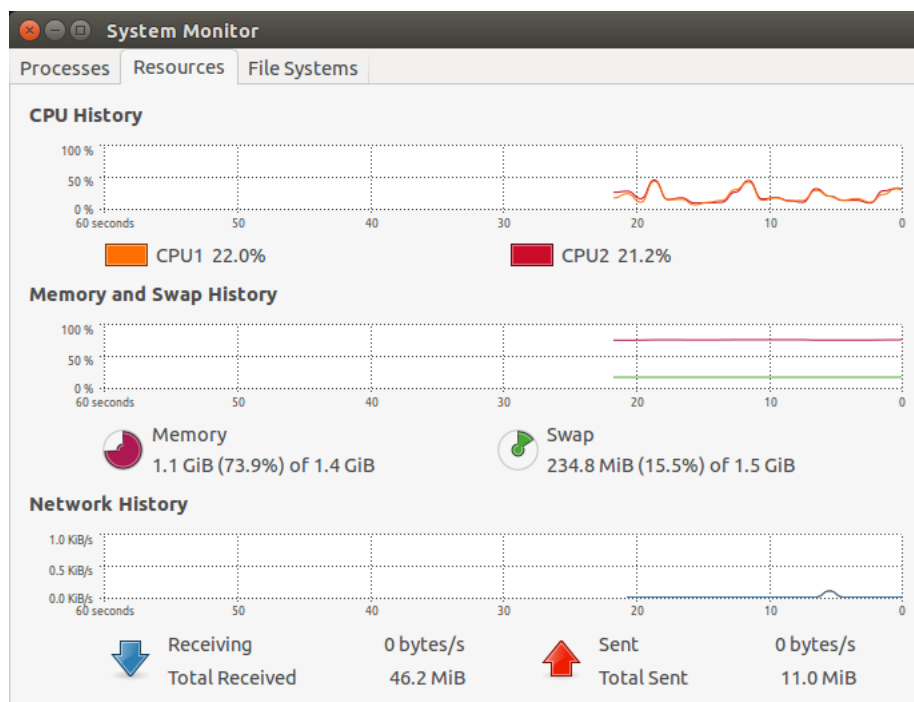 System Monitor
Processes Resources File Systems
CPU History
100 %
50 %
0 %
60 seconds 50 40 30 20 10 0
CPU1 22.0% CPU2 21.2%
Memory and Swap History
100 %
50 %
0 %
60 seconds 50 40 30 20 10 0
Memory Swap
1.1 GiB (73.9%) of 1.4 GiB 234.8 MiB (15.5%) of 1.5 GiB
Network History
1.0 KiB/s
0.5 KiB/s
0.0 KiB/s
60 seconds 50 40 30 20 10 0
Receiving 0 bytes/s Sent 0 bytes/s
Total Received 46.2 MiB Total Sent 11.0 MiB